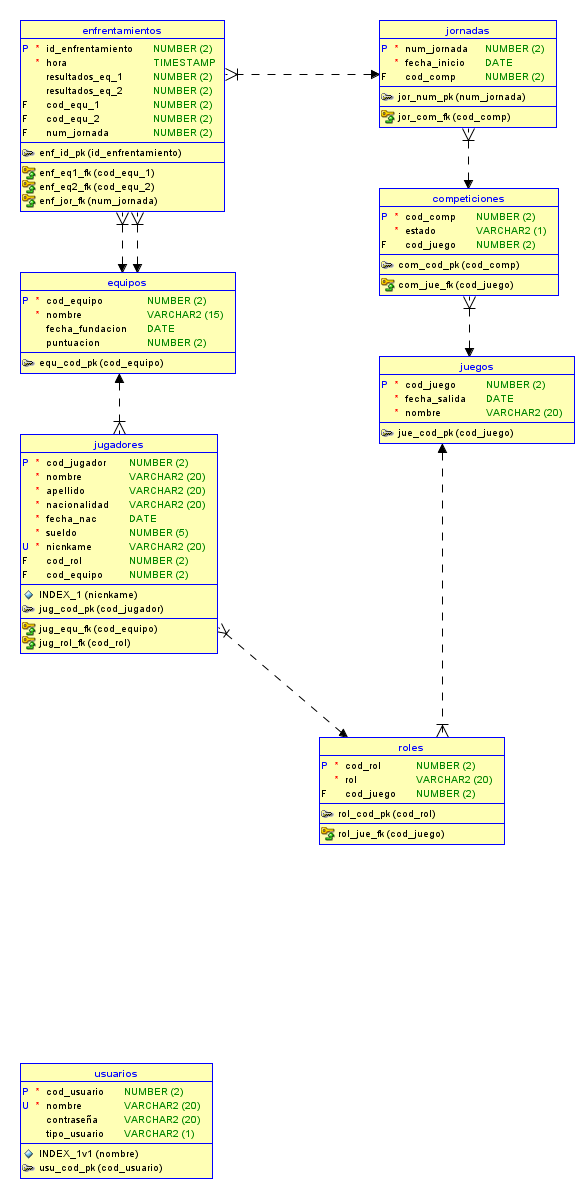 enfrentamientos
P * id_enfrentamiento NUMBER (2)
* hora TIMESTAMP
resultados_eq_1 NUMBER (2)
resultados_eq_2 NUMBER (2)
F cod_equ_1 NUMBER (2)
F cod_equ_2 NUMBER (2)
F num_jornada NUMBER (2)
enf_id_pk (id_enfrentamiento)
enf_eq1_fk (cod_equ_1)
enf_eq2_fk (cod_equ_2)
enf_jor_fk (num_jornada)
jornadas
P * num_jornada NUMBER (2)
* fecha_inicio DATE
F cod_comp NUMBER (2)
jor_num_pk (num_jornada)
jor_com_fk (cod_comp)
competiciones
P * cod_comp NUMBER (2)
* estado VARCHAR2 (1)
F cod_juego NUMBER (2)
com_cod_pk (cod_comp)
com_jue_fk (cod_juego)
equipos
P * cod_equipo NUMBER (2)
* nombre VARCHAR2 (15)
fecha_fundacion DATE
puntuacion NUMBER (2)
equ_cod_pk (cod_equipo)
juegos
P * cod_juego NUMBER (2)
* fecha_salida DATE
* nombre VARCHAR2 (20)
jue_cod_pk (cod_juego)
jugadores
P * cod_jugador NUMBER (2)
* nombre VARCHAR2 (20)
* apellido VARCHAR2 (20)
* nacionalidad VARCHAR2 (20)
* fecha_nac DATE
* sueldo NUMBER (5)
U * nicnkame VARCHAR2 (20)
F cod_rol NUMBER (2)
F cod_equipo NUMBER (2)
INDEX_1 (nicnkame)
jug_cod_pk (cod_jugador)
jug_equ_fk (cod_equipo)
jug_rol_fk (cod_rol)
roles
P * cod_rol NUMBER (2)
* rol VARCHAR2 (20)
F cod_juego NUMBER (2)
rol_cod_pk (cod_rol)
rol_jue_fk (cod_juego)
usuarios
P * cod_usuario NUMBER (2)
U * nombre VARCHAR2 (20)
contraseña VARCHAR2 (20)
tipo_usuario VARCHAR2 (1)
INDEX_1v1 (nombre)
usu_cod_pk (cod_usuario)